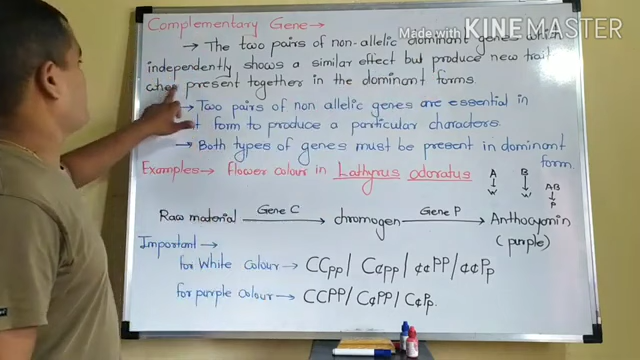 Complementary Gene →
Made with KINEMASTER
→ The two pairs of non-allelic dominant genes which
independently shows a similar effect but produce new trait
when present together in the dominant forms
→ Two pairs of non allelic genes are essential in
form to produce a particular characters.
→ Both types of genes must be present in dominant
form.
Examples → flower colour in Lathyrus odoratus
A B
↓ ↓
W W
AB
↓
P
Raw material Gene C → chromogen Gene P → Anthocyanin
(purple)
Important →
for White colour → CCpp / Ccpp / ccPP / ccPp
for purple colour → CCPP / CcPP / CcPp.